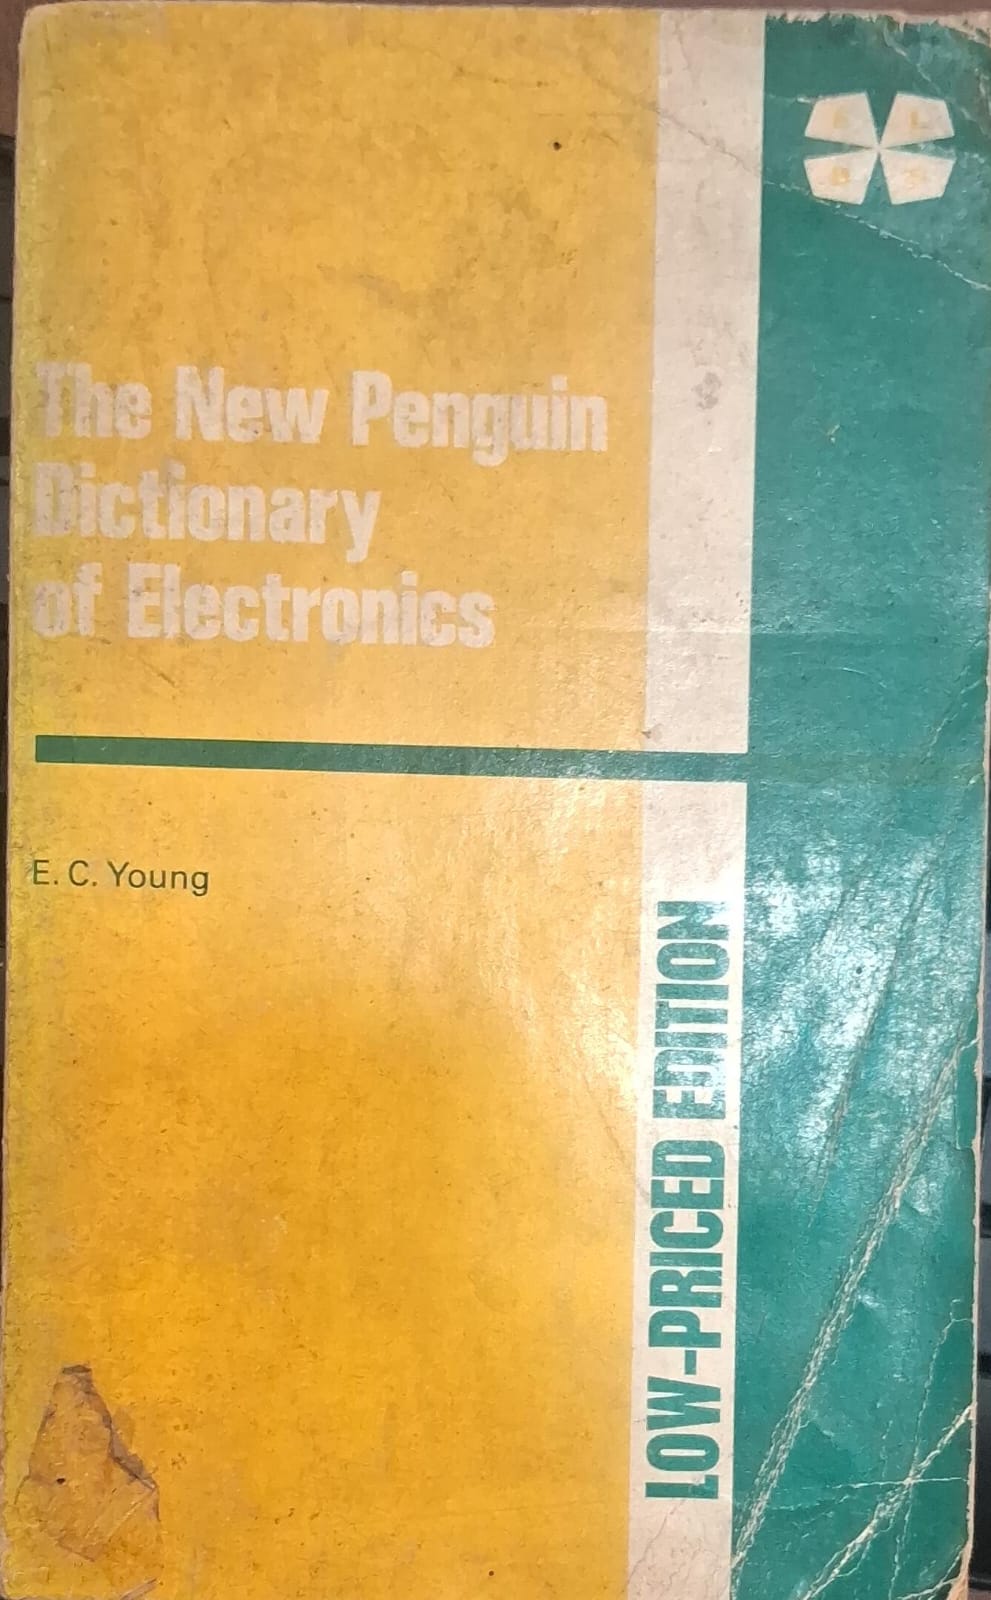 E L
B S
The New Penguin
Dictionary
of Electronics
E. C. Young
LOW-PRICED EDITION